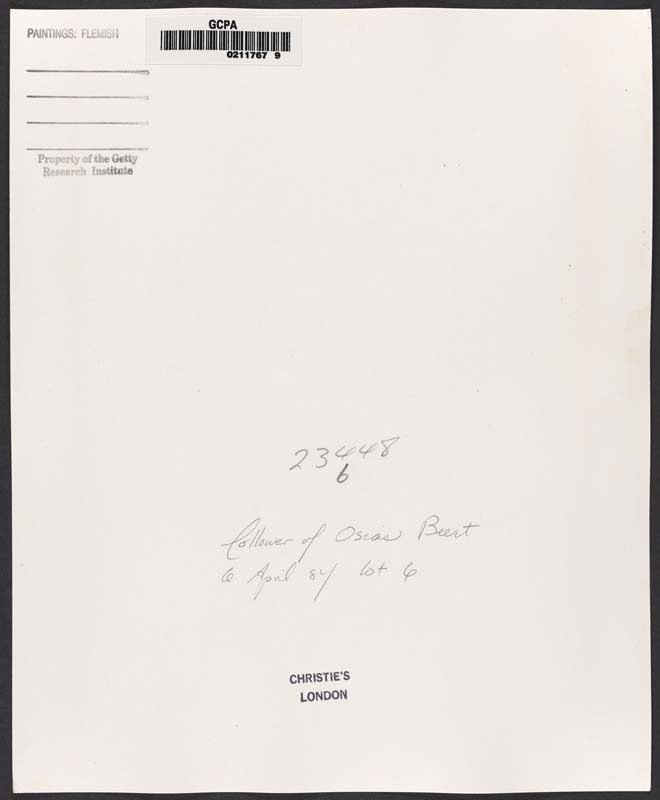 PAINTINGS: FLEMISH
GCPA
0211767 9
Property of the Getty
Research Institute
23448
6
follower of Osias Beert
6 April 84 lot 6
CHRISTIE'S
LONDON